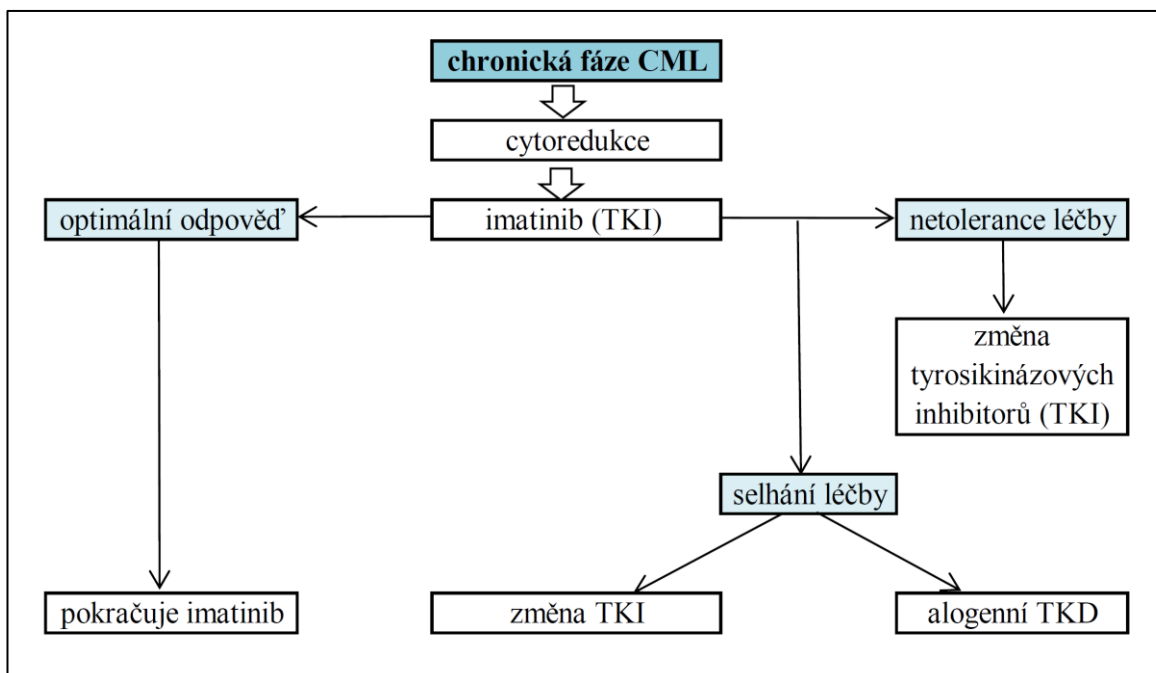 chronická fáze CML
cytoredukce
optimální odpověď
imatinib (TKI)
netolerance léčby
změna
tyrosikinázových
inhibitorů (TKI)
selhání léčby
pokračuje imatinib
změna TKI
alogenní TKD